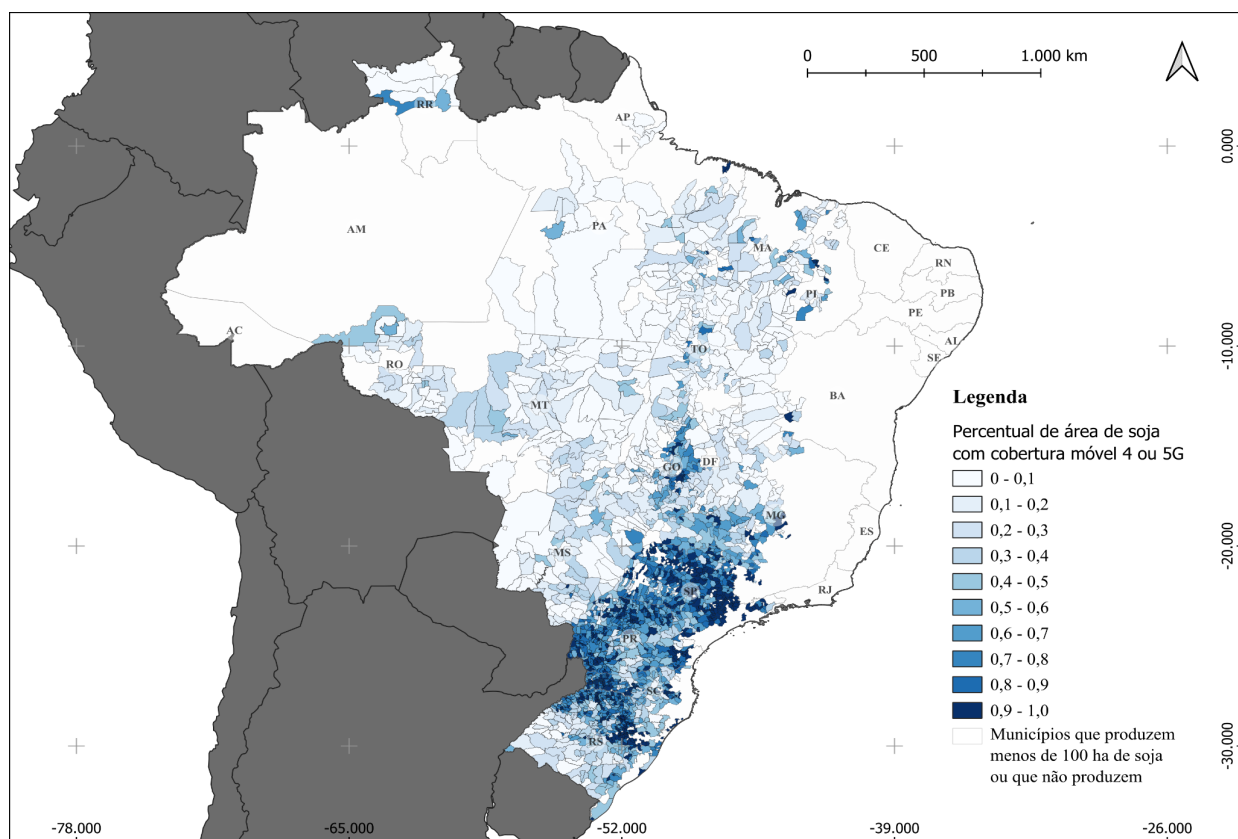 0 500 1.000 km
RR
AP
0.000
AM
PA
MA
CE
RN
PI
PB
PE
AC
AL
TO
SE
-10.000
RO
BA
MT
Legenda
Percentual de área de soja
com cobertura móvel 4 ou 5G
0 - 0,1
0,1 - 0,2
0,2 - 0,3
0,3 - 0,4
0,4 - 0,5
0,5 - 0,6
0,6 - 0,7
0,7 - 0,8
0,8 - 0,9
0,9 - 1,0
Municípios que produzem
menos de 100 ha de soja
ou que não produzem
GO
DF
MG
ES
-20.000
MS
SP
RJ
PR
SC
RS
-30.000
-78.000 -65.000 -52.000 -39.000 -26.000